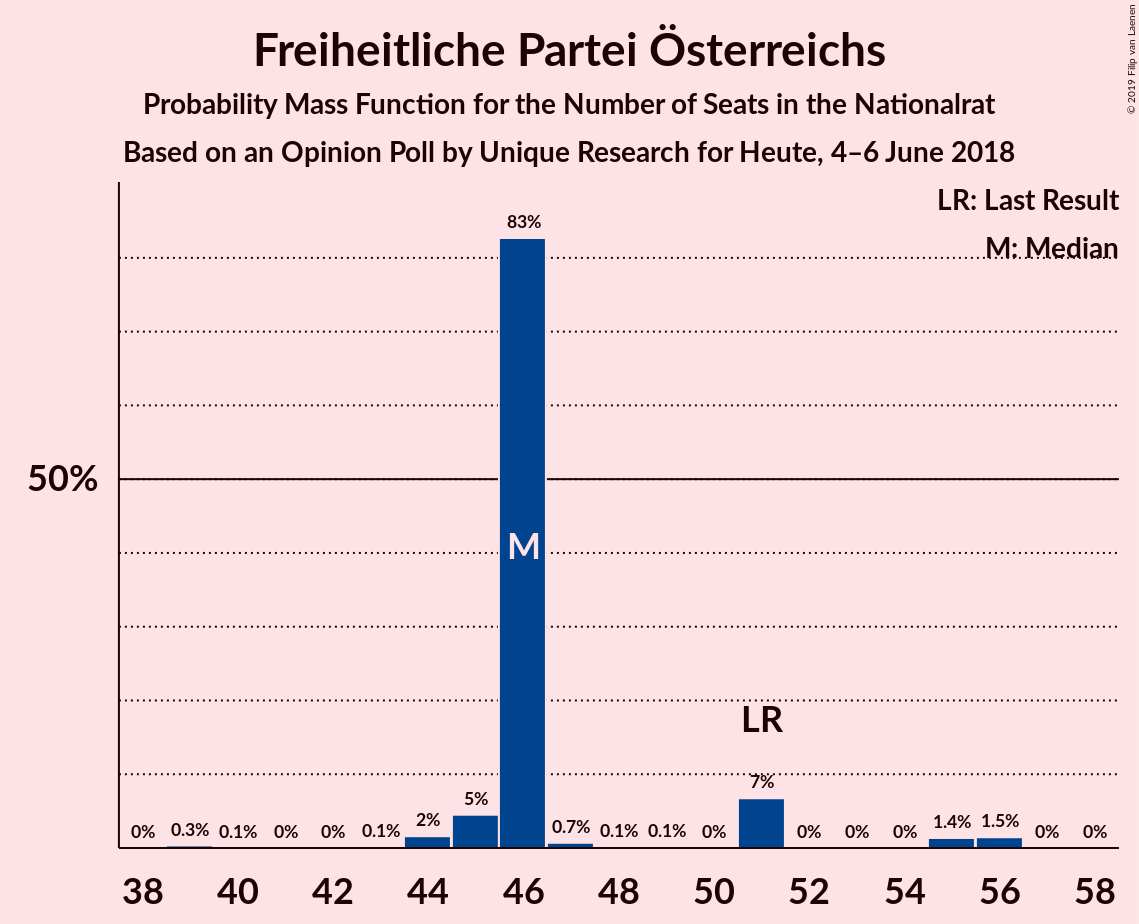 Freiheitliche Partei Österreichs
Probability Mass Function for the Number of Seats in the Nationalrat
Based on an Opinion Poll by Unique Research for Heute, 4–6 June 2018
© 2019 Filip van Laenen
LR: Last Result
M: Median
83%
50%
M
LR
0% 0.3% 0.1% 0% 0% 0.1% 2% 5% 0.7% 0.1% 0.1% 0% 7% 0% 0% 0% 1.4% 1.5% 0% 0%
38 40 42 44 46 48 50 52 54 56 58